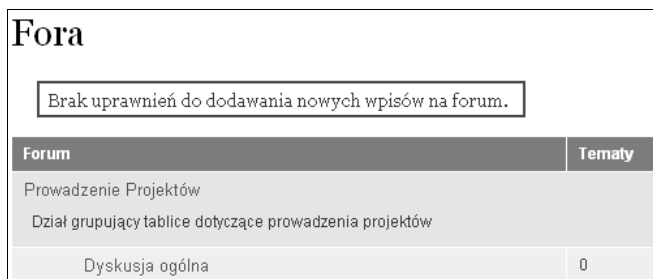 Fora
Brak uprawnień do dodawania nowych wpisów na forum.
Forum Tematy
Prowadzenie Projektów
Dział grupujący tablice dotyczące prowadzenia projektów
Dyskusja ogólna 0